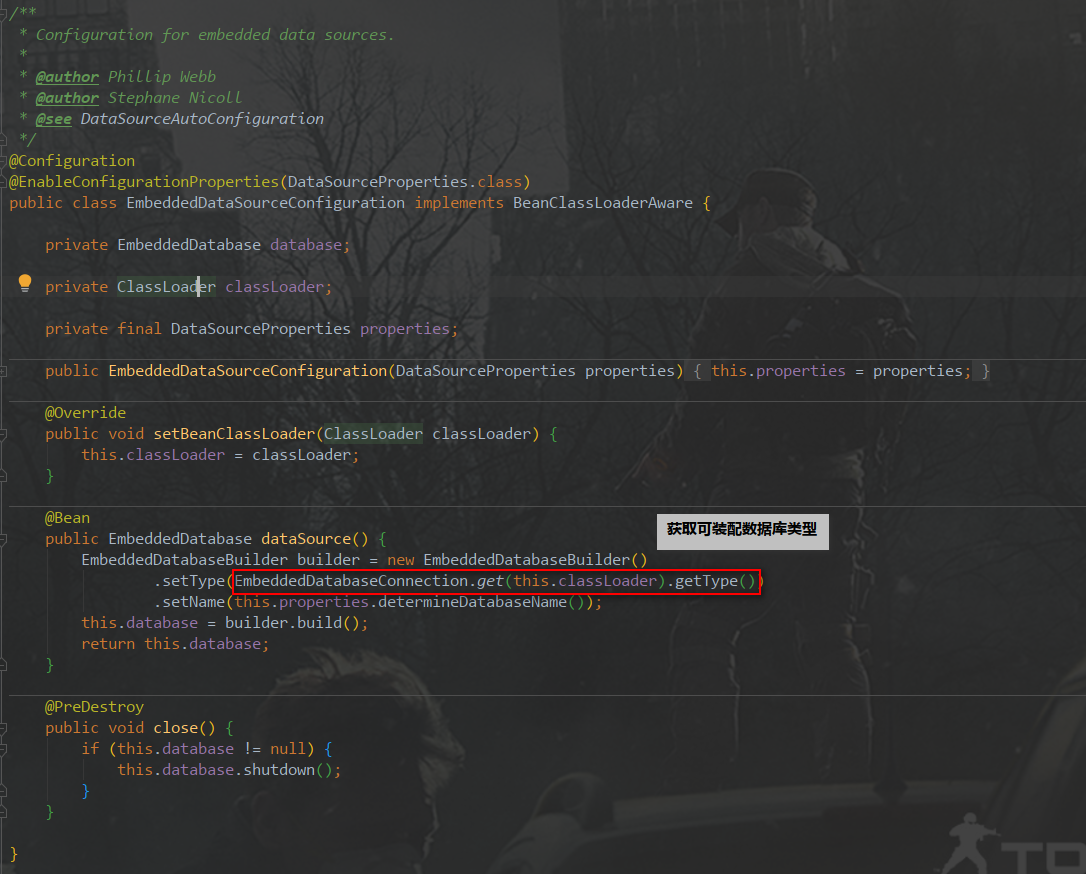 /**
* Configuration for embedded data sources.
*
* @author Phillip Webb
* @author Stephane Nicoll
* @see DataSourceAutoConfiguration
*/
@Configuration
@EnableConfigurationProperties(DataSourceProperties.class)
public class EmbeddedDataSourceConfiguration implements BeanClassLoaderAware {
private EmbeddedDatabase database;
private ClassLoader classLoader;
private final DataSourceProperties properties;
public EmbeddedDataSourceConfiguration(DataSourceProperties properties) { this.properties = properties; }
@Override
public void setBeanClassLoader(ClassLoader classLoader) {
this.classLoader = classLoader;
}
@Bean
public EmbeddedDatabase dataSource() {
获取可装配数据库类型
EmbeddedDatabaseBuilder builder = new EmbeddedDatabaseBuilder()
.setType(EmbeddedDatabaseConnection.get(this.classLoader).getType())
.setName(this.properties.determineDatabaseName());
this.database = builder.build();
return this.database;
}
@PreDestroy
public void close() {
if (this.database != null) {
this.database.shutdown();
}
}
}